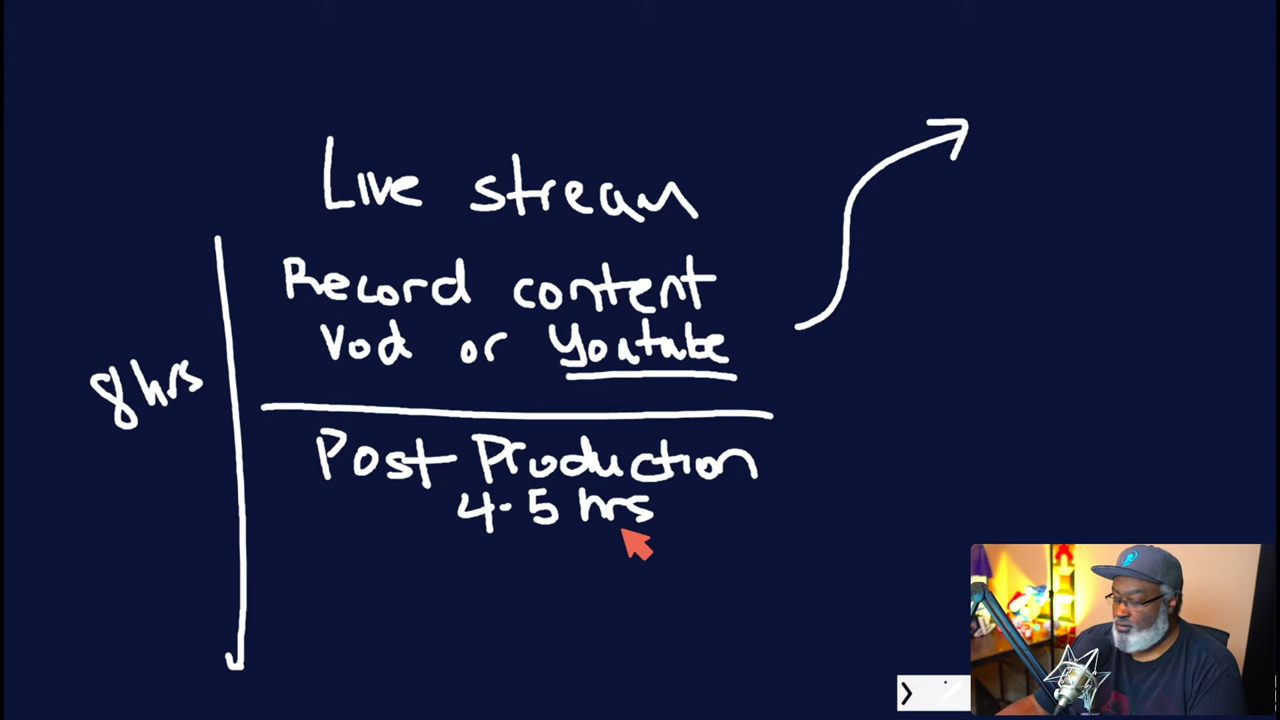 Live stream
Record content
Vod or Youtube
8hrs
Post Production
4-5 hrs